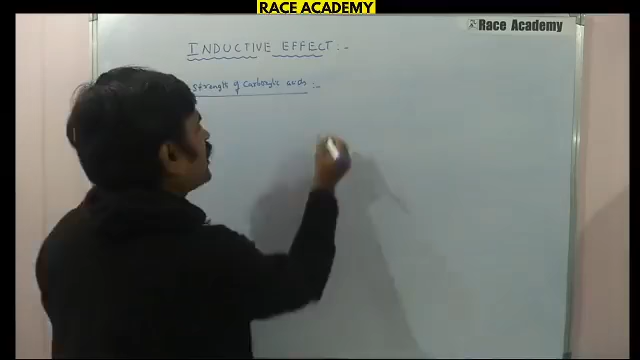 RACE ACADEMY
Race Academy
INDUCTIVE EFFECT :-
strength of Carboxylic acids :-